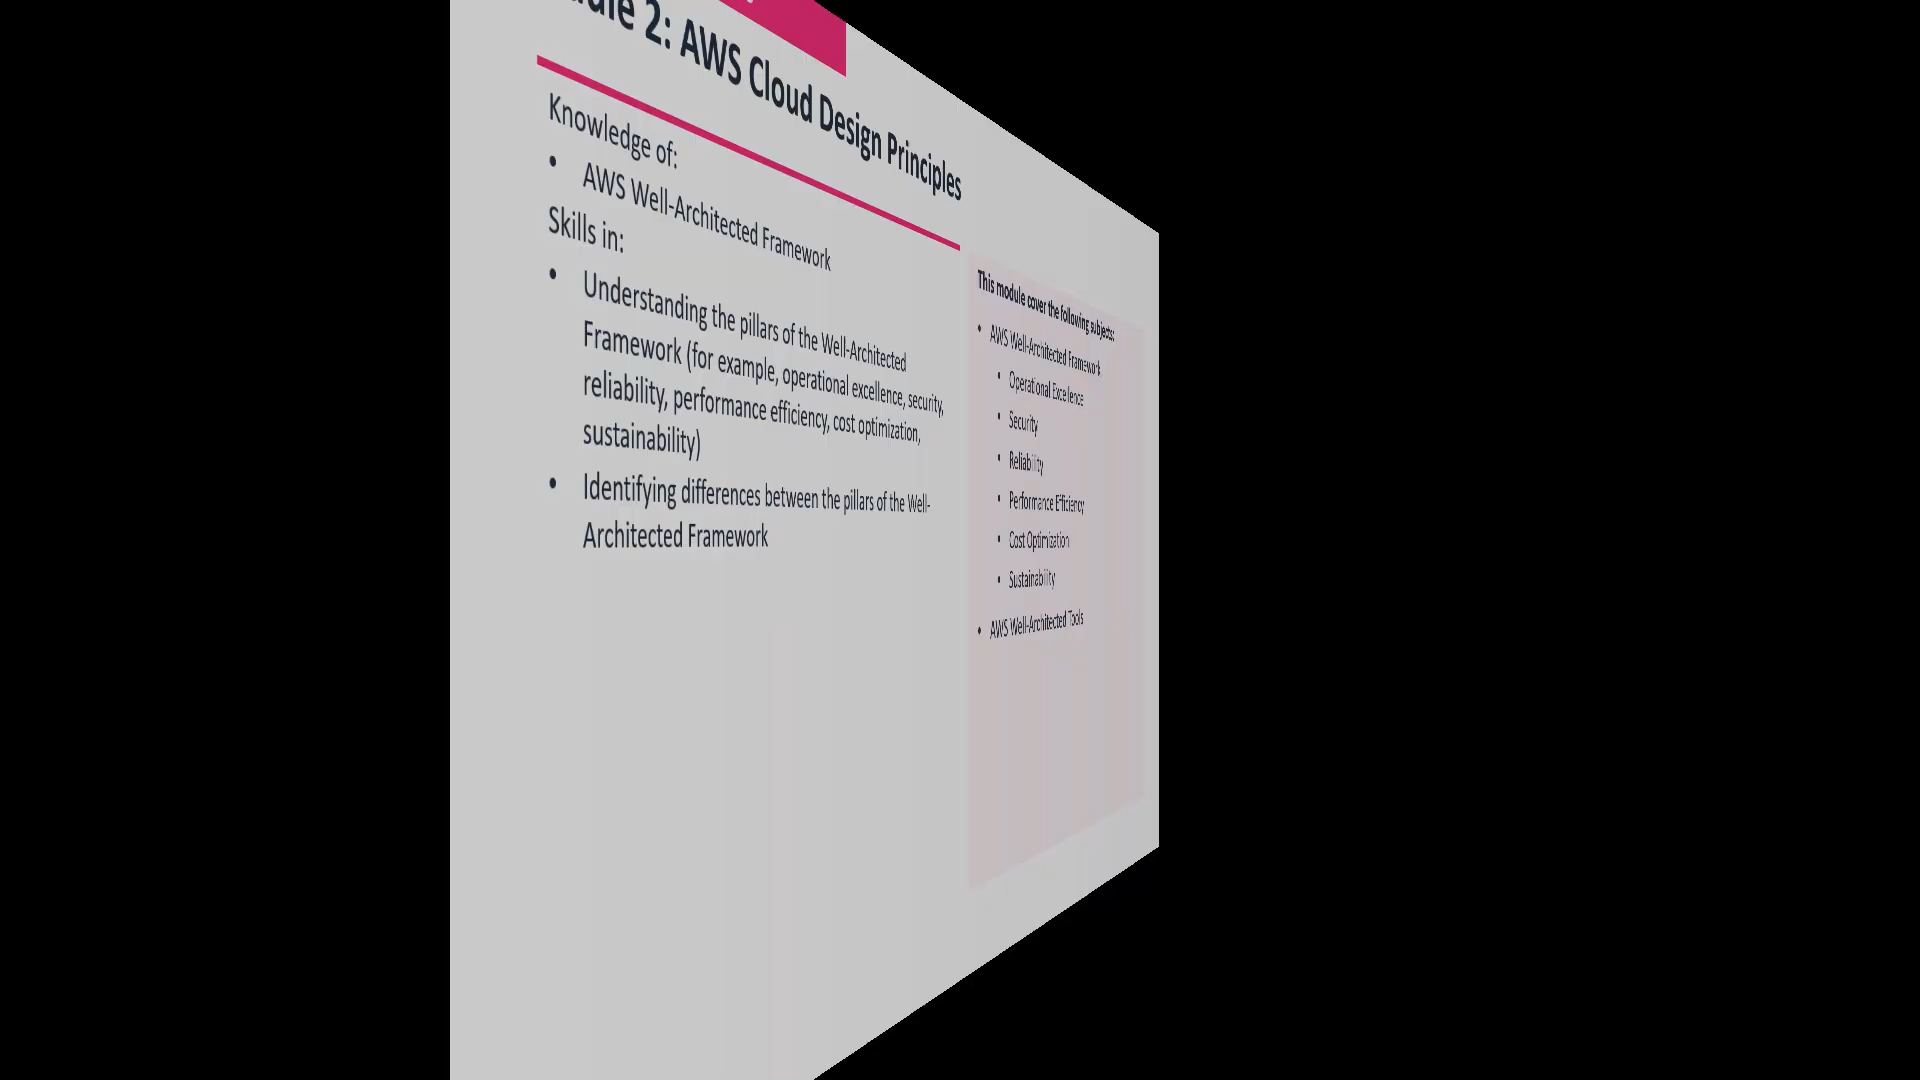 2: AWS Cloud Design Principles
Knowledge of:
• AWS Well-Architected Framework
Skills in:
• Understanding the pillars of the Well-Architected
Framework (for example, operational excellence, security,
reliability, performance efficiency, cost optimization,
sustainability)
• Identifying differences between the pillars of the Well-
Architected Framework
This module cover the following subjects:
• AWS Well-Architected Framework
• Operational Excellence
• Security
• Reliability
• Performance Efficiency
• Cost Optimization
• Sustainability
• AWS Well-Architected Tools